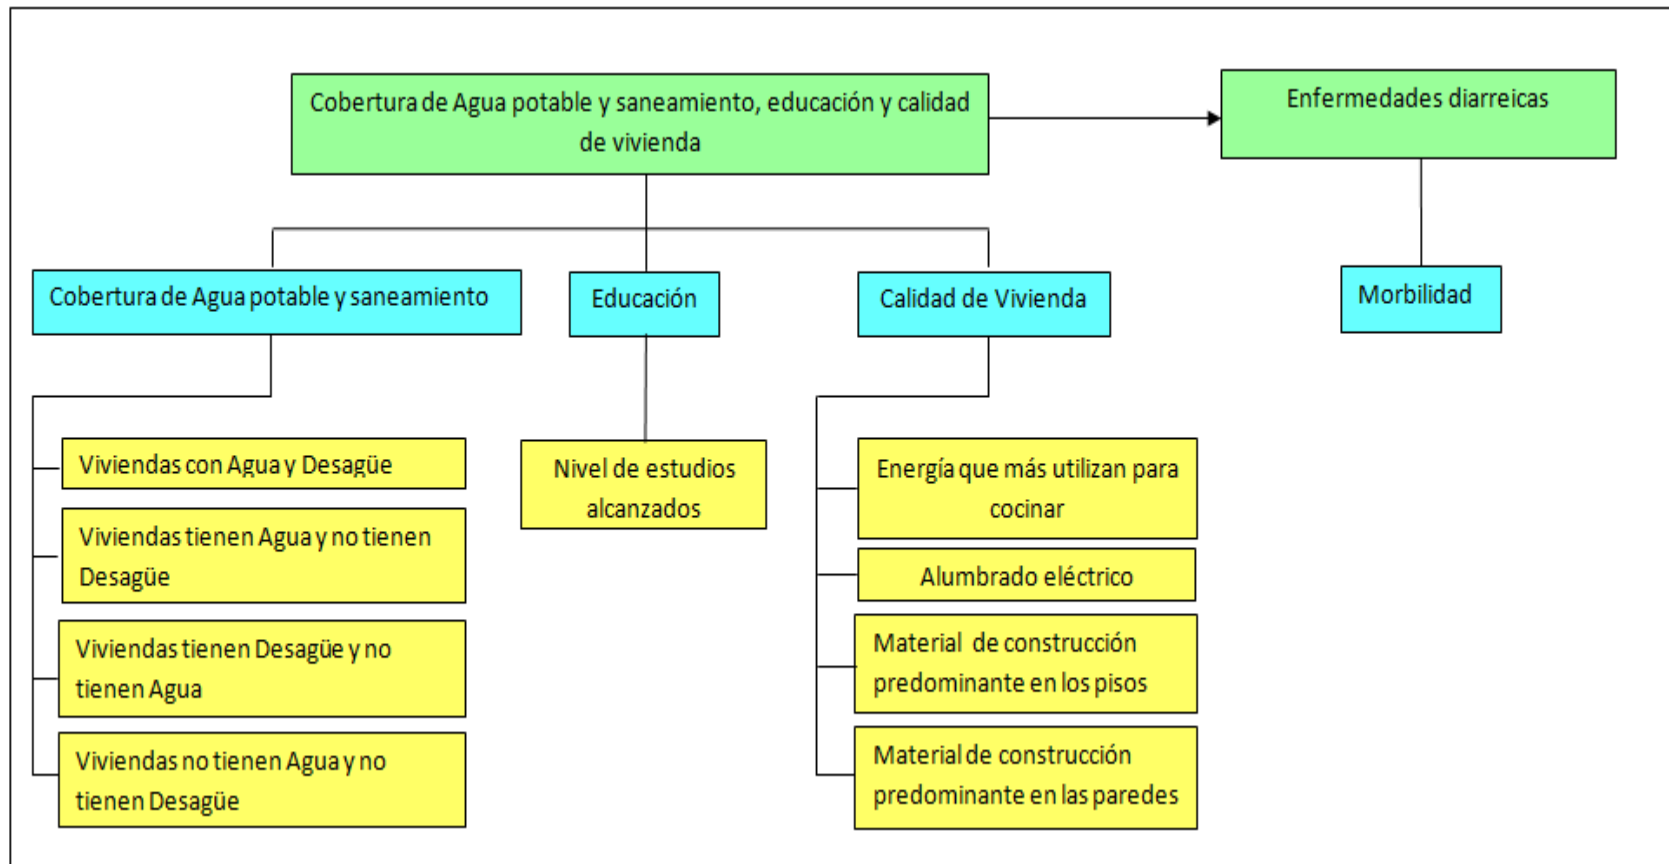 Cobertura de Agua potable y saneamiento, educación y calidad
de vivienda
Enfermedades diarreicas
Cobertura de Agua potable y saneamiento
Educación
Calidad de Vivienda
Morbilidad
Viviendas con Agua y Desagüe
Viviendas tienen Agua y no tienen
Desagüe
Viviendas tienen Desagüe y no
tienen Agua
Viviendas no tienen Agua y no
tienen Desagüe
Nivel de estudios
alcanzados
Energía que más utilizan para
cocinar
Alumbrado eléctrico
Material de construcción
predominante en los pisos
Material de construcción
predominante en las paredes